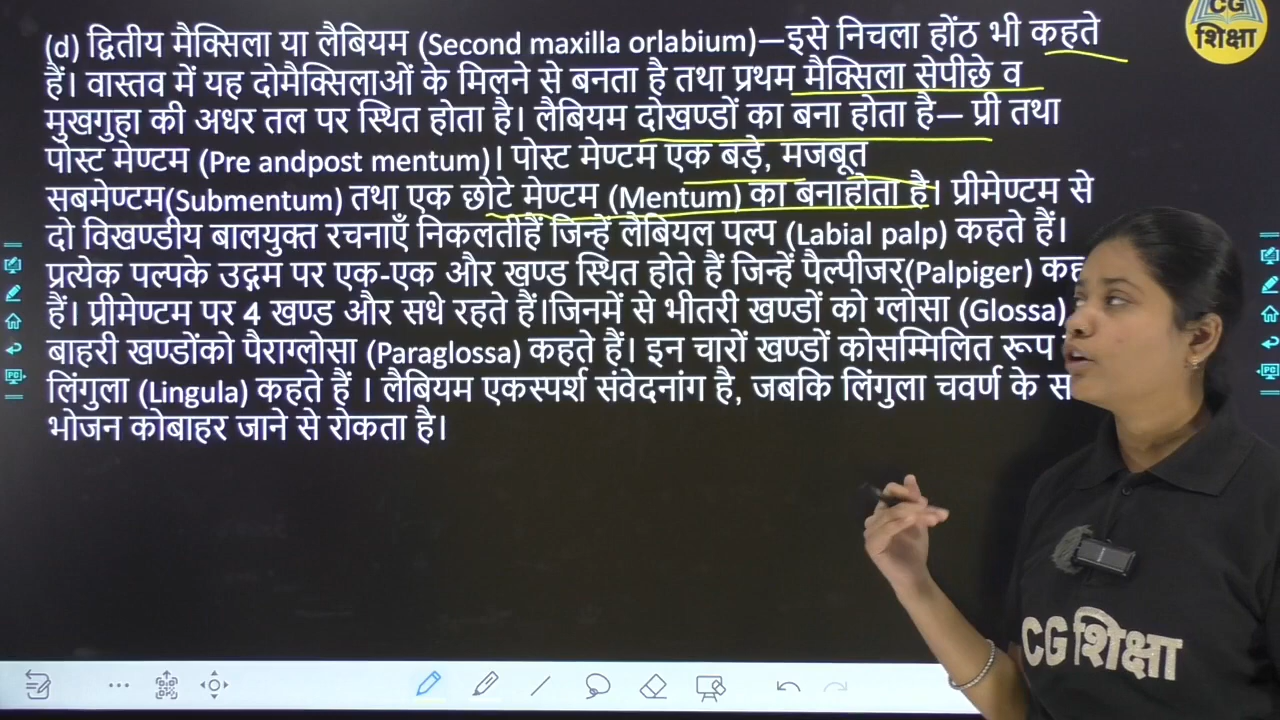 (d) द्वितीय मैक्सिला या लैबियम (Second maxilla orlabium)—इसे निचला होंठ भी कहते
हैं। वास्तव में यह दोमैक्सिलाओं के मिलने से बनता है तथा प्रथम मैक्सिला सेपीछे व
मुखगुहा की अधर तल पर स्थित होता है। लैबियम दोखण्डों का बना होता है— प्री तथा
पोस्ट मेण्टम (Pre andpost mentum)। पोस्ट मेण्टम एक बड़े, मजबूत
सबमेण्टम(Submentum) तथा एक छोटे मेण्टम (Mentum) का बनाहोता है। प्रीमेण्टम से
दो विखण्डीय बालयुक्त रचनाएँ निकलतीहैं जिन्हें लैबियल पल्प (Labial palp) कहते हैं।
प्रत्येक पल्पके उद्गम पर एक-एक और खण्ड स्थित होते हैं जिन्हें पैल्पीजर(Palpiger)
हैं। प्रीमेण्टम पर 4 खण्ड और सधे रहते हैं।जिनमें से भीतरी खण्डों को ग्लोसा (Glossa)
बाहरी खण्डोंको पैराग्लोसा (Paraglossa) कहते हैं। इन चारों खण्डों कोसम्मिलित रूप
लिंगुला (Lingula) कहते हैं । लैबियम एकस्पर्श संवेदनांग है, जबकि लिंगुला चवर्ण के
भोजन कोबाहर जाने से रोकता है।
CG
शिक्षा
CG शिक्षा
PC
PC